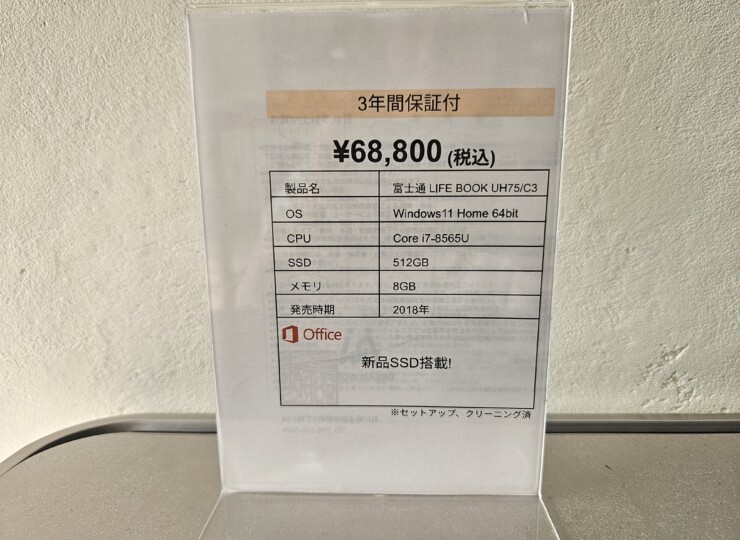 3年間保証付
¥68,800 (税込)
製品名 富士通 LIFE BOOK UH75/C3
OS Windows11 Home 64bit
CPU Core i7-8565U
SSD 512GB
メモリ 8GB
発売時期 2018年
Office
新品SSD搭載!
※セットアップ、クリーニング済